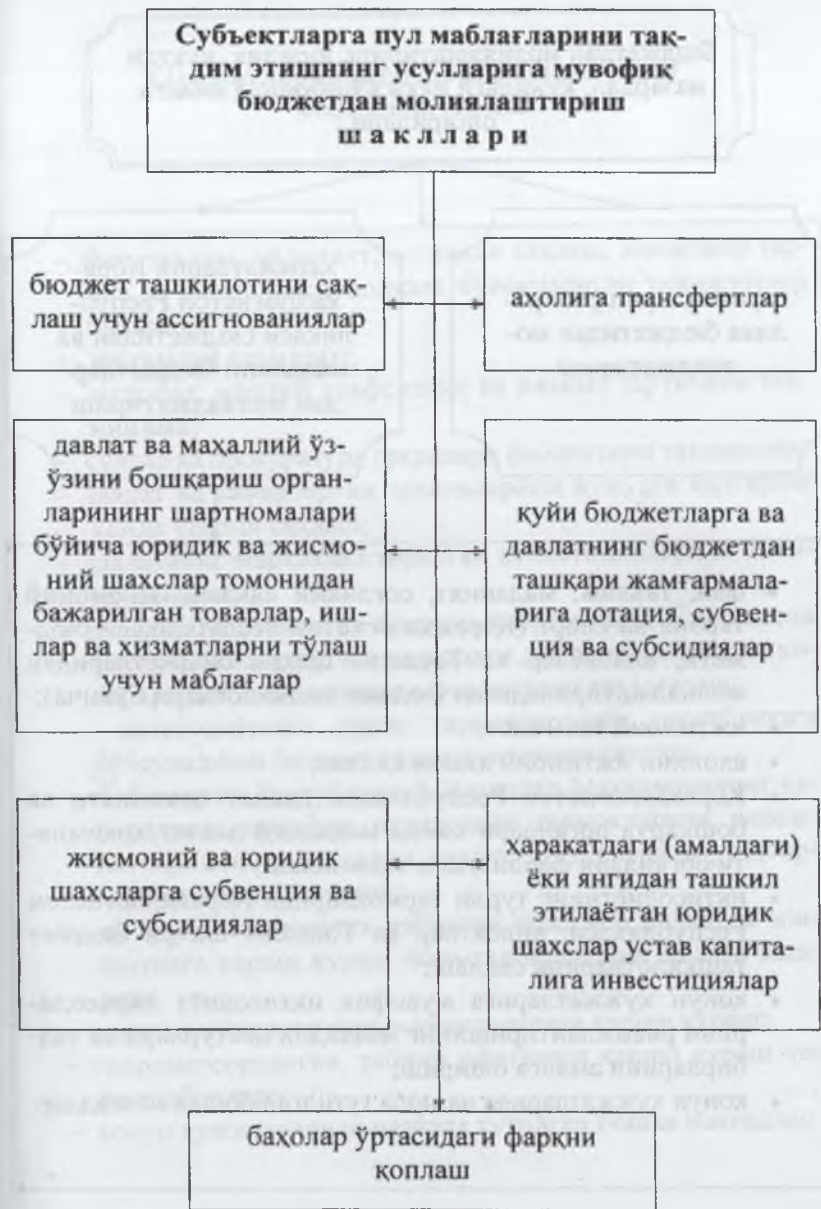 Субъектларга пул маблағларини тақ-
дим этишнинг усулларига мувофиқ
бюджетдан молиялаштириш
ш а к л л а р и
бюджет ташкилотини сақ-
лаш учун ассигнованиялар
аҳолига трансфертлар
давлат ва маҳаллий ўз-
ўзини бошқариш орган-
ларининг шартномалари
бўйича юридик ва жисмо-
ний шахслар томонидан
бажарилган товарлар, иш-
лар ва хизматларни тўлаш
учун маблағлар
қуйи бюджетларга ва
давлатнинг бюджетдан
ташқари жамғармала-
рига дотация, субвен-
ция ва субсидиялар
жисмоний ва юридик
шахсларга субвенция ва
субсидиялар
ҳаракатдаги (амалдаги)
ёки янгидан ташкил
этилаётган юридик
шахслар устав капита-
лига инвестициялар
баҳолар ўртасидаги фарқни
қоплаш